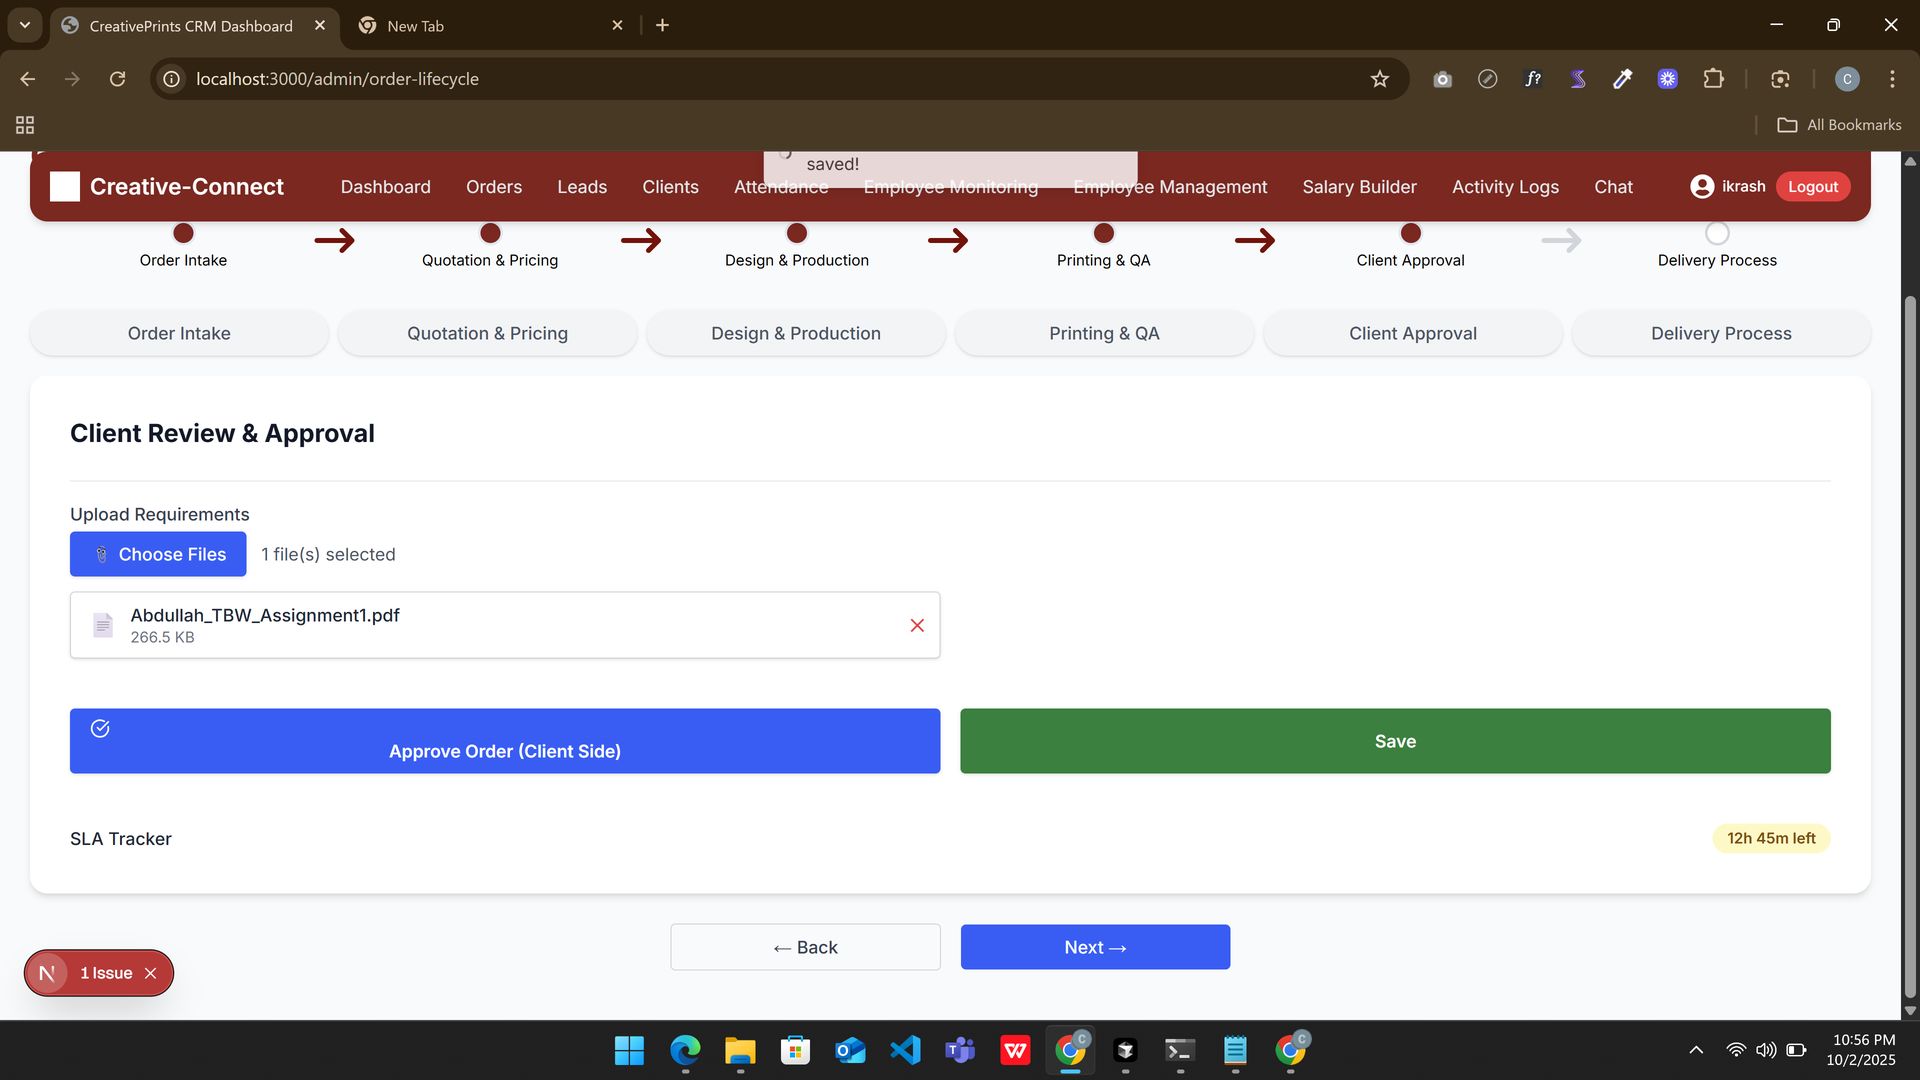 CreativePrints CRM Dashboard
New Tab
localhost:3000/admin/order-lifecycle
f?
C
All Bookmarks
saved!
Creative-Connect
Dashboard
Orders
Leads
Clients
Attendance
Employee Monitoring
Employee Management
Salary Builder
Activity Logs
Chat
ikrash
Logout
Order Intake
Quotation & Pricing
Design & Production
Printing & QA
Client Approval
Delivery Process
Order Intake
Quotation & Pricing
Design & Production
Printing & QA
Client Approval
Delivery Process
Client Review & Approval
Upload Requirements
Choose Files
1 file(s) selected
Abdullah_TBW_Assignment1.pdf
266.5 KB
Approve Order (Client Side)
Save
SLA Tracker
12h 45m left
← Back
Next →
N
1 Issue
10:56 PM
10/2/2025